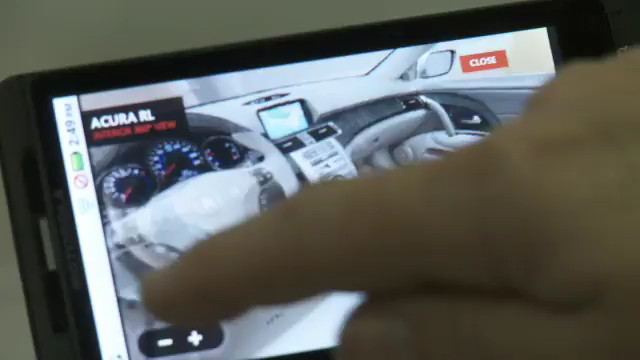 CLOSE
ACURA RL
INTERIOR 360° VIEW
2:49 PM
- +